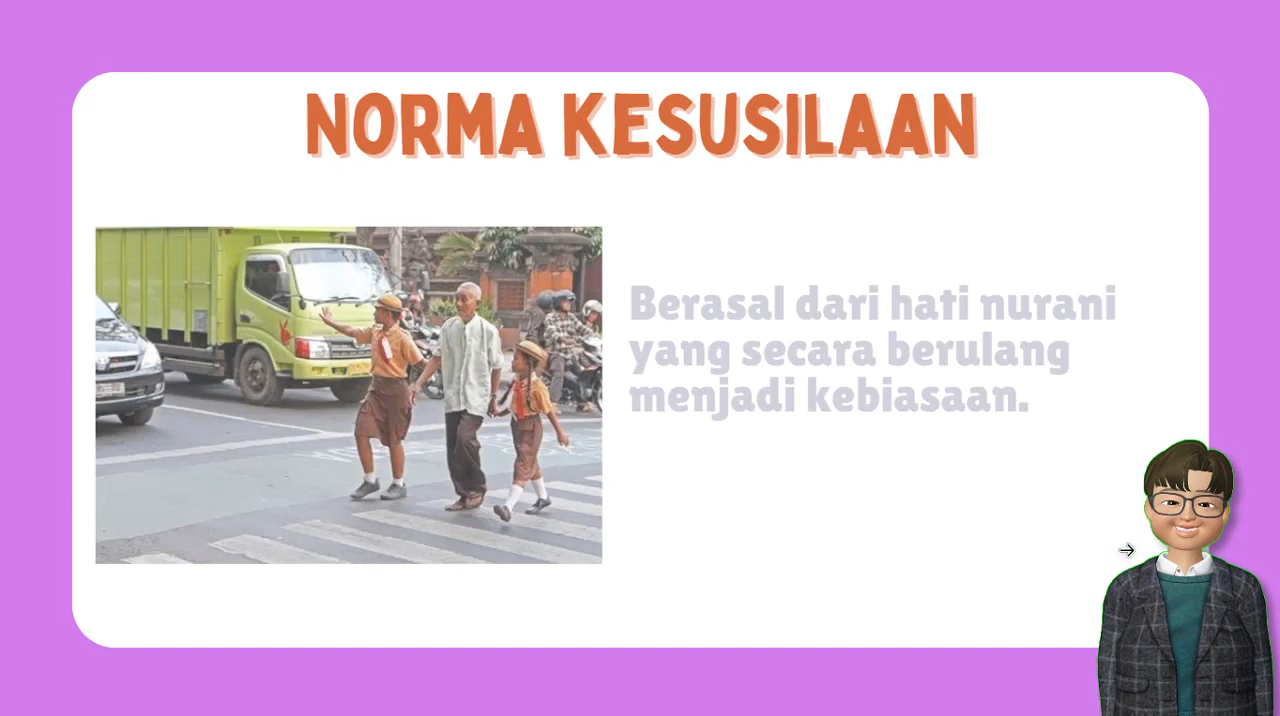 NORMA KESUSILAAN
Berasal dari hati nurani
yang secara berulang
menjadi kebiasaan.